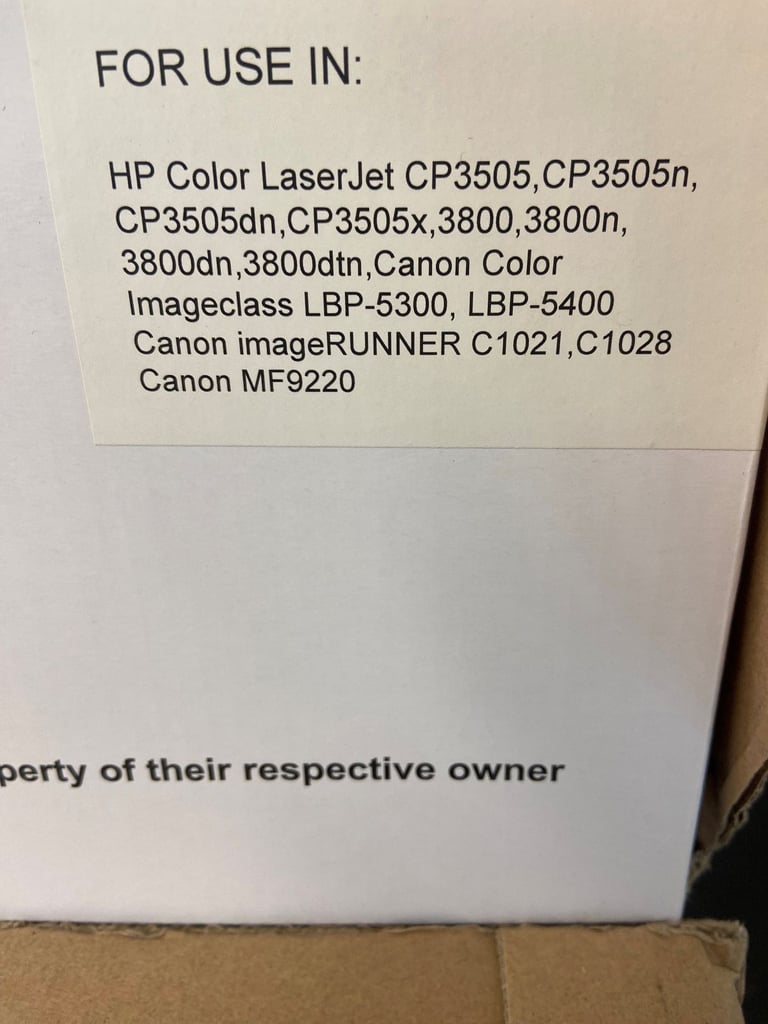 FOR USE IN:
HP Color LaserJet CP3505,CP3505n,
CP3505dn,CP3505x,3800,3800n,
3800dn,3800dtn,Canon Color
Imageclass LBP-5300, LBP-5400
Canon imageRUNNER C1021,C1028
Canon MF9220
perty of their respective owner